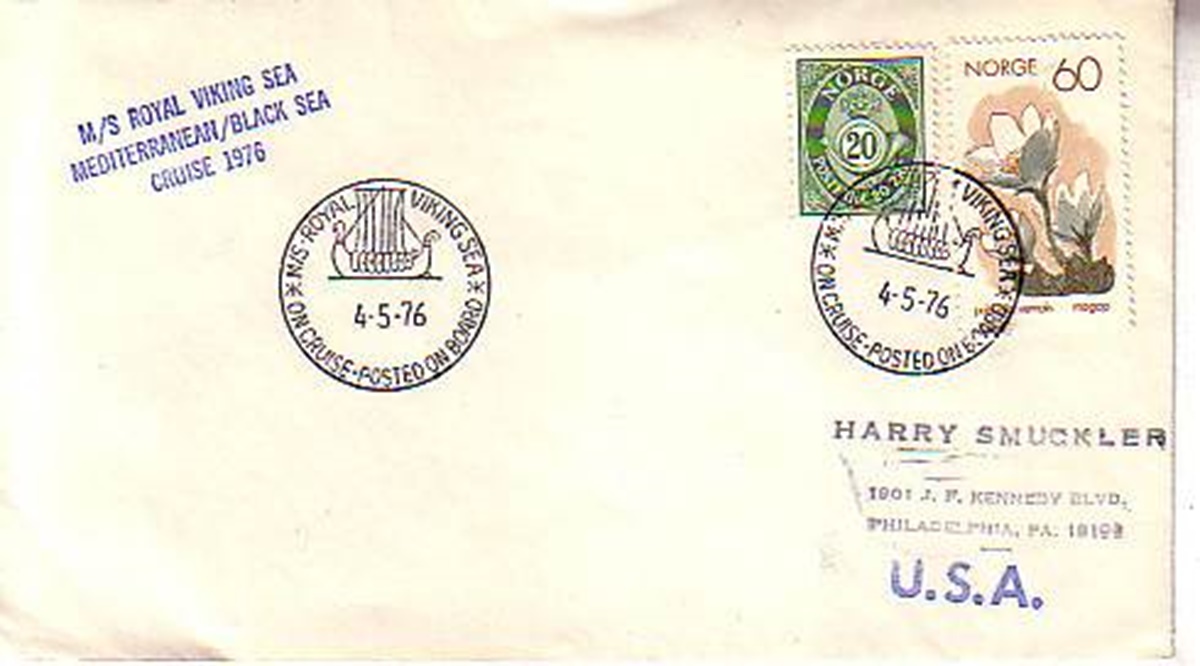 M/S ROYAL VIKING SEA
MEDITERRANEAN/BLACK SEA
CRUISE 1976
M/S · ROYAL VIKING SEA
4-5-76
ON CRUISE · POSTED ON BOARD
NORGE
20
NORGE 60
VIKING SEA
4-5-76
ON CRUISE · POSTED ON BOARD
HARRY SMUCKLER
1901 J. F. KENNEDY BLVD.
PHILADELPHIA, PA.
U.S.A.